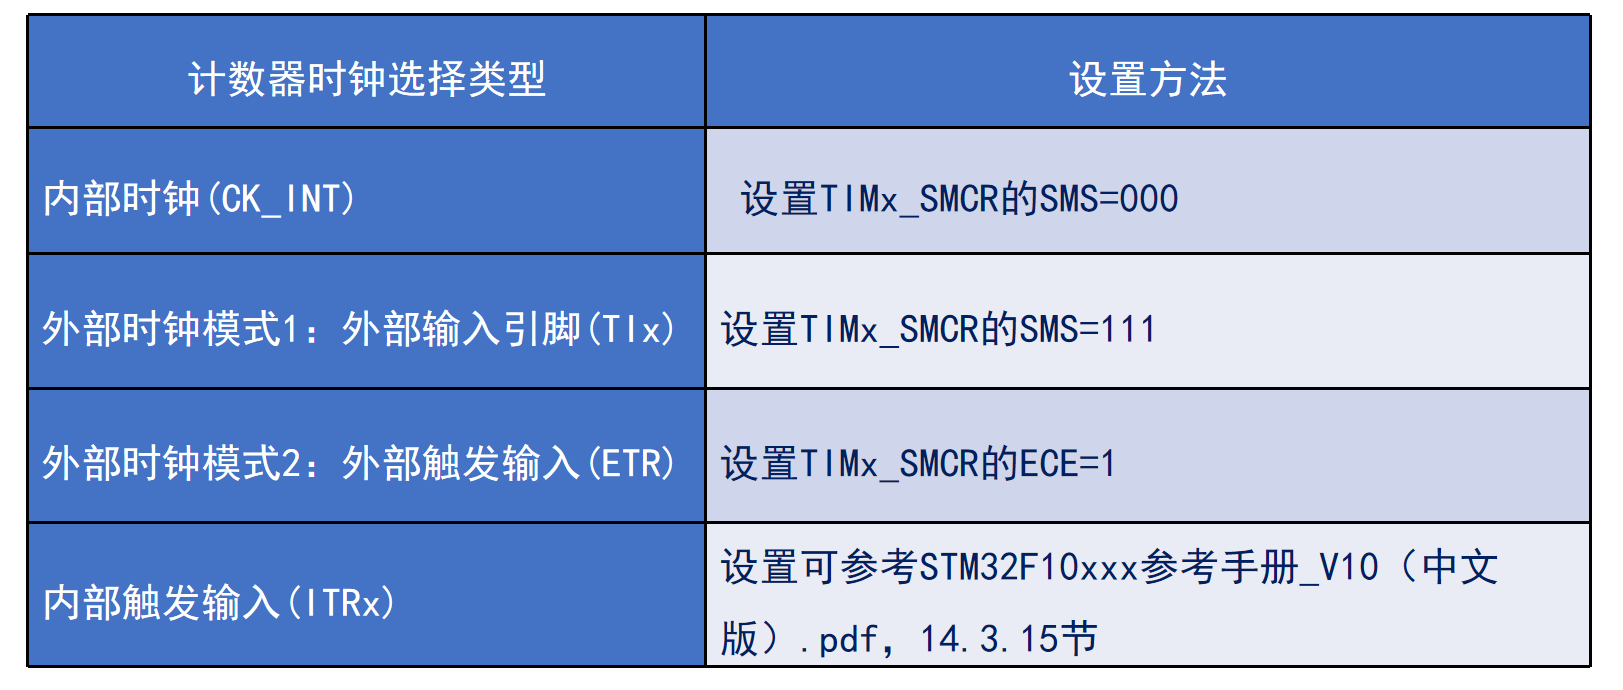 计数器时钟选择类型
设置方法
内部时钟(CK_INT)
设置TIMx_SMCR的SMS=000
外部时钟模式1：外部输入引脚(TIx)
设置TIMx_SMCR的SMS=111
外部时钟模式2：外部触发输入(ETR)
设置TIMx_SMCR的ECE=1
内部触发输入(ITRx)
设置可参考STM32F10xxx参考手册_V10（中文
版）.pdf，14.3.15节